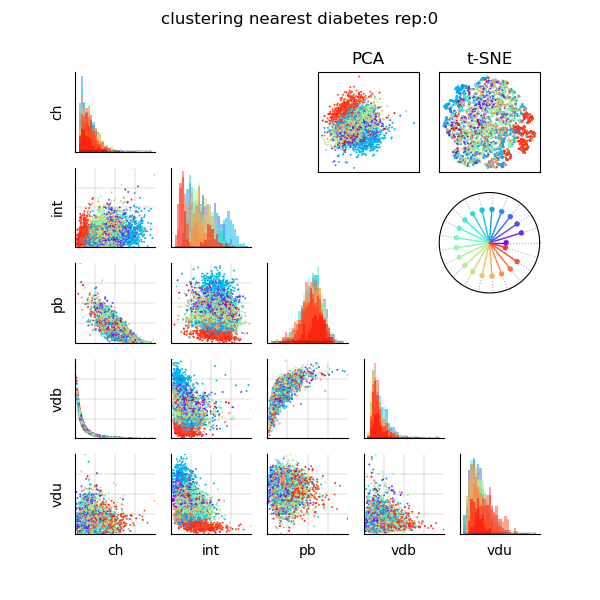 clustering nearest diabetes rep:0
PCA
t-SNE
ch
int
pb
vdb
vdu
ch
int
pb
vdb
vdu